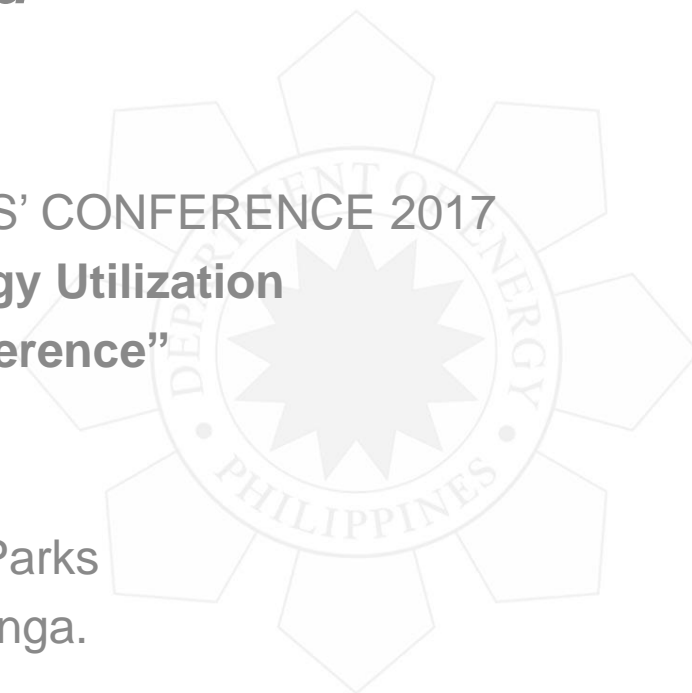 S’ CONFERENCE 2017
gy Utilization
erence”
Parks
nga.
DEPARTMENT OF ENERGY
PHILIPPINES